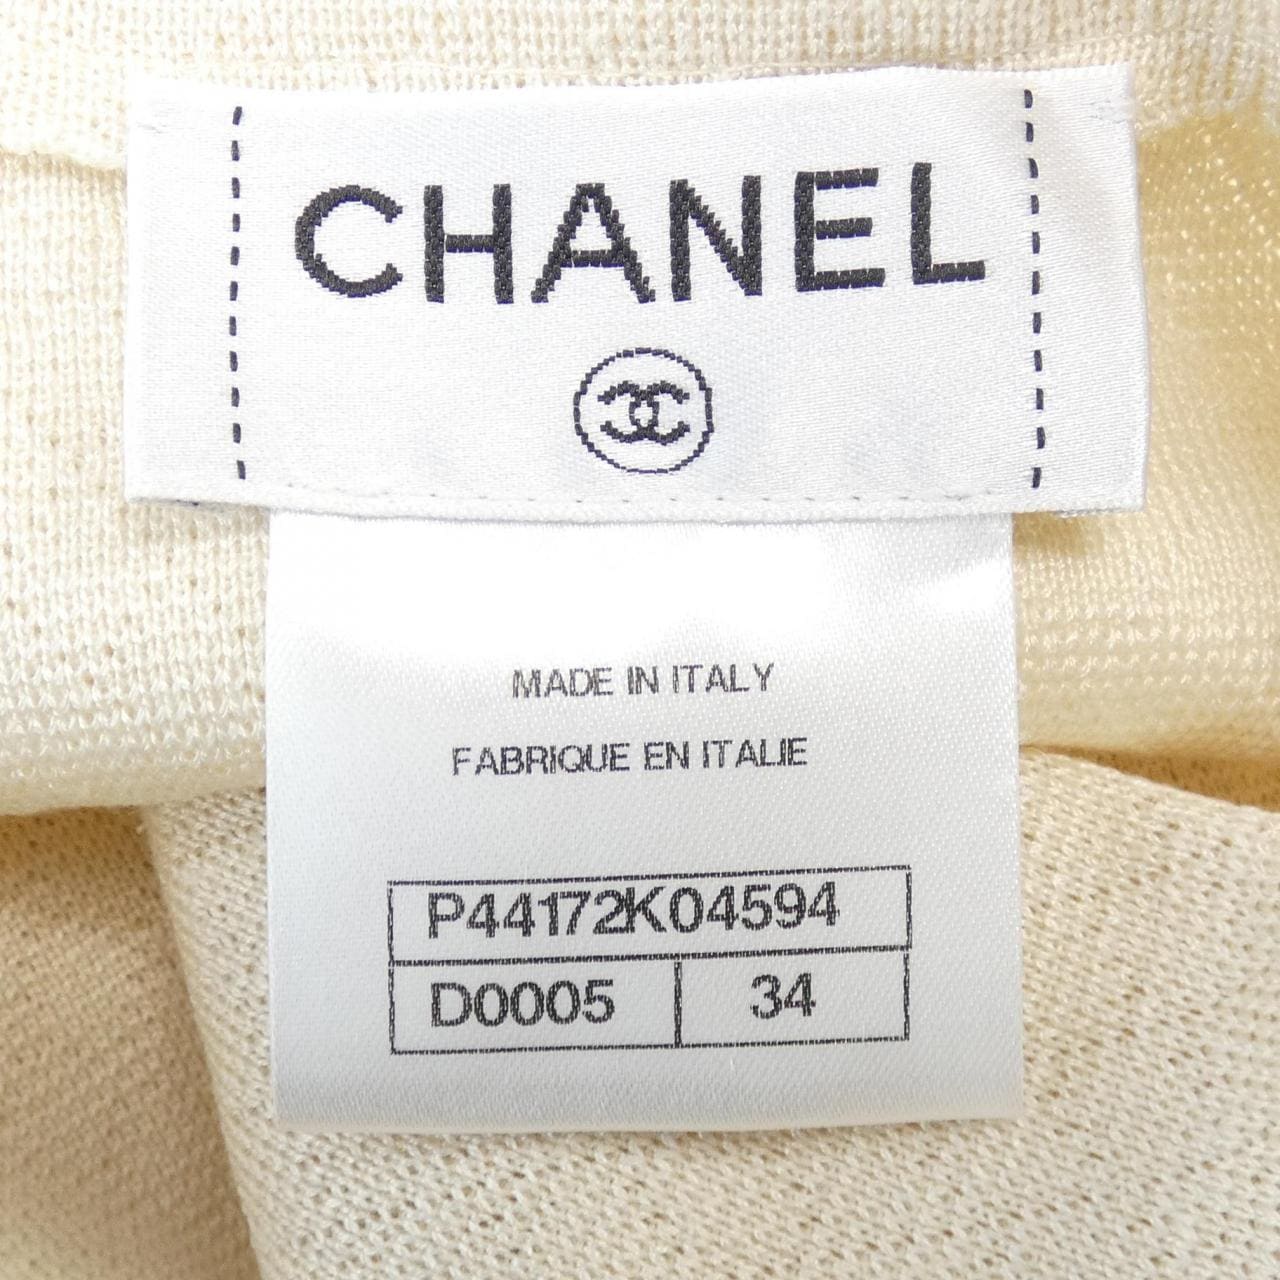 CHANEL
MADE IN ITALY
FABRIQUE EN ITALIE
P44172K04594
D0005 34